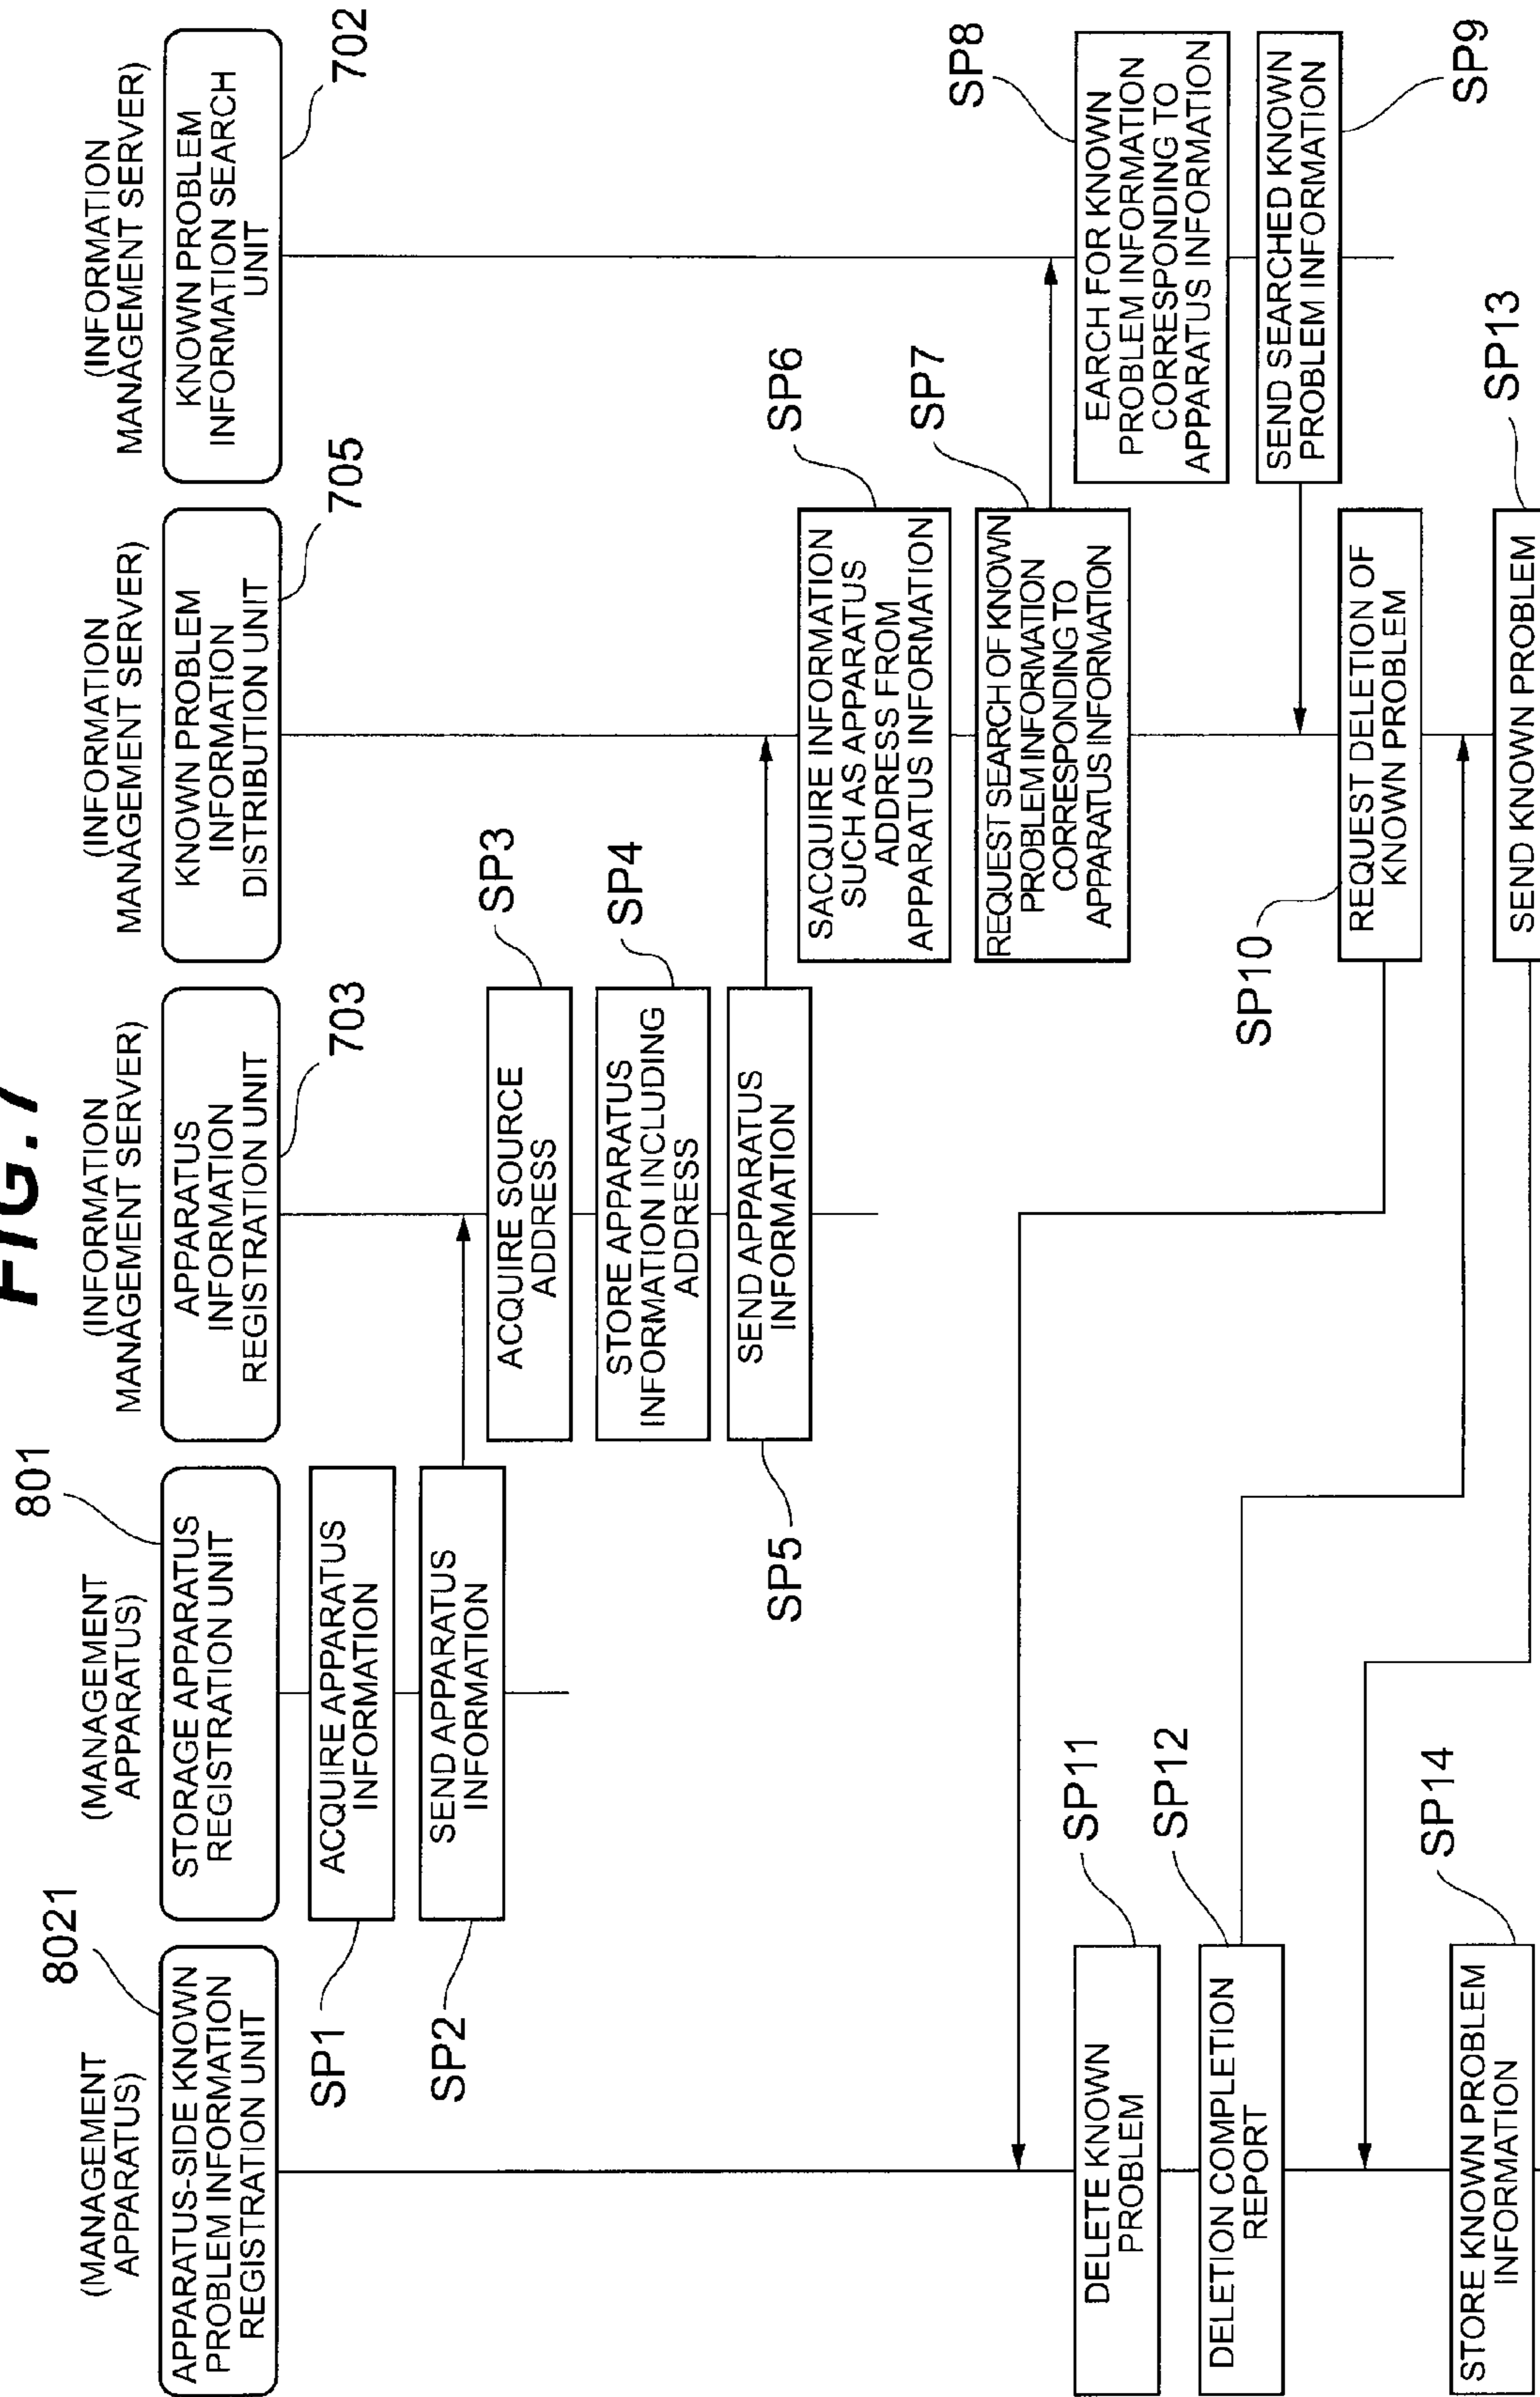 FIG.7
(MANAGEMENT
APPARATUS)
8021
APPARATUS-SIDE KNOWN
PROBLEM INFORMATION
REGISTRATION UNIT
(MANAGEMENT
APPARATUS)
801
STORAGE APPARATUS
REGISTRATION UNIT
(INFORMATION
MANAGEMENT SERVER)
APPARATUS
INFORMATION
REGISTRATION UNIT
703
(INFORMATION
MANAGEMENT SERVER)
KNOWN PROBLEM
INFORMATION
DISTRIBUTION UNIT
705
(INFORMATION
MANAGEMENT SERVER)
KNOWN PROBLEM
INFORMATION SEARCH
UNIT
702
SP1
ACQUIRE APPARATUS
INFORMATION
SP2
SEND APPARATUS
INFORMATION
SP3
ACQUIRE SOURCE
ADDRESS
SP4
STORE APPARATUS
INFORMATION INCLUDING
ADDRESS
SP5
SEND APPARATUS
INFORMATION
SP6
SACQUIRE INFORMATION
SUCH AS APPARATUS
ADDRESS FROM
APPARATUS INFORMATION
SP7
REQUEST SEARCH OF KNOWN
PROBLEM INFORMATION
CORRESPONDING TO
APPARATUS INFORMATION
SP8
EARCH FOR KNOWN
PROBLEM INFORMATION
CORRESPONDING TO
APPARATUS INFORMATION
SP9
SEND SEARCHED KNOWN
PROBLEM INFORMATION
SP10
REQUEST DELETION OF
KNOWN PROBLEM
SP11
DELETE KNOWN
PROBLEM
SP12
DELETION COMPLETION
REPORT
SP13
SEND KNOWN PROBLEM
SP14
STORE KNOWN PROBLEM
INFORMATION